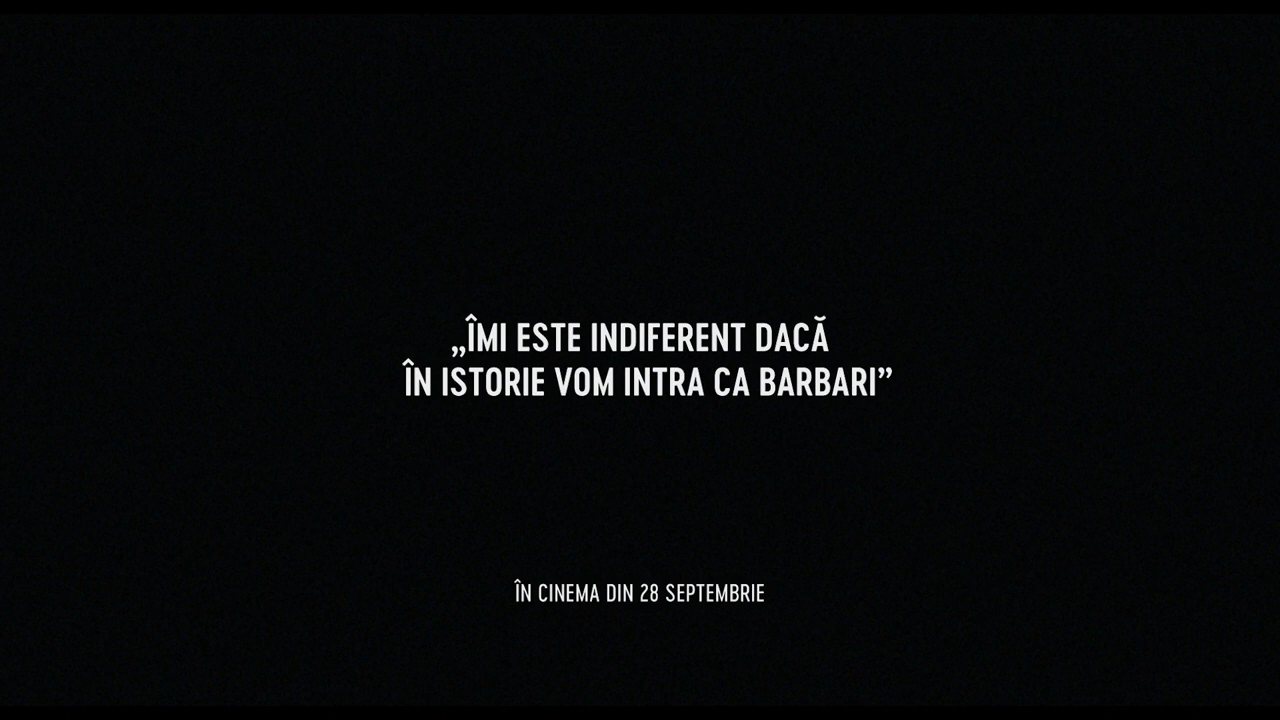 „ÎMI ESTE INDIFERENT DACĂ
ÎN ISTORIE VOM INTRA CA BARBARI”
ÎN CINEMA DIN 28 SEPTEMBRIE